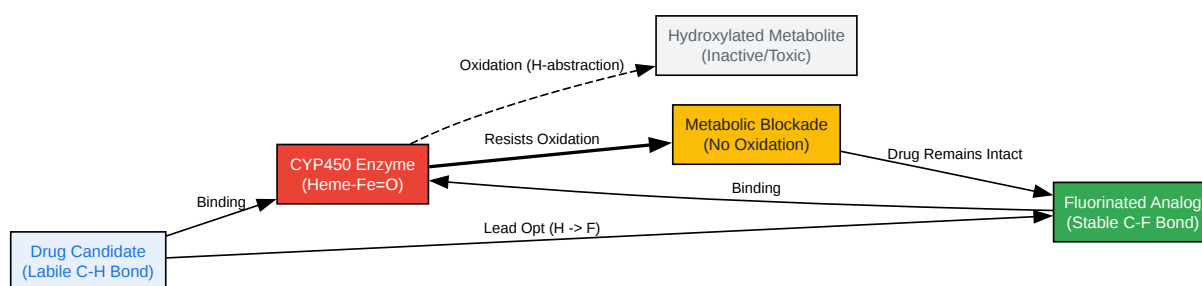 Hydroxylated Metabolite
(Inactive/Toxic)
Oxidation (H-abstraction)
Metabolic Blockade
(No Oxidation)
Resists Oxidation
CYP450 Enzyme
(Heme-Fe=O)
Drug Remains Intact
Binding
Binding
Fluorinated Analog
(Stable C-F Bond)
Lead Opt (H -> F)
Drug Candidate
(Labile C-H Bond)